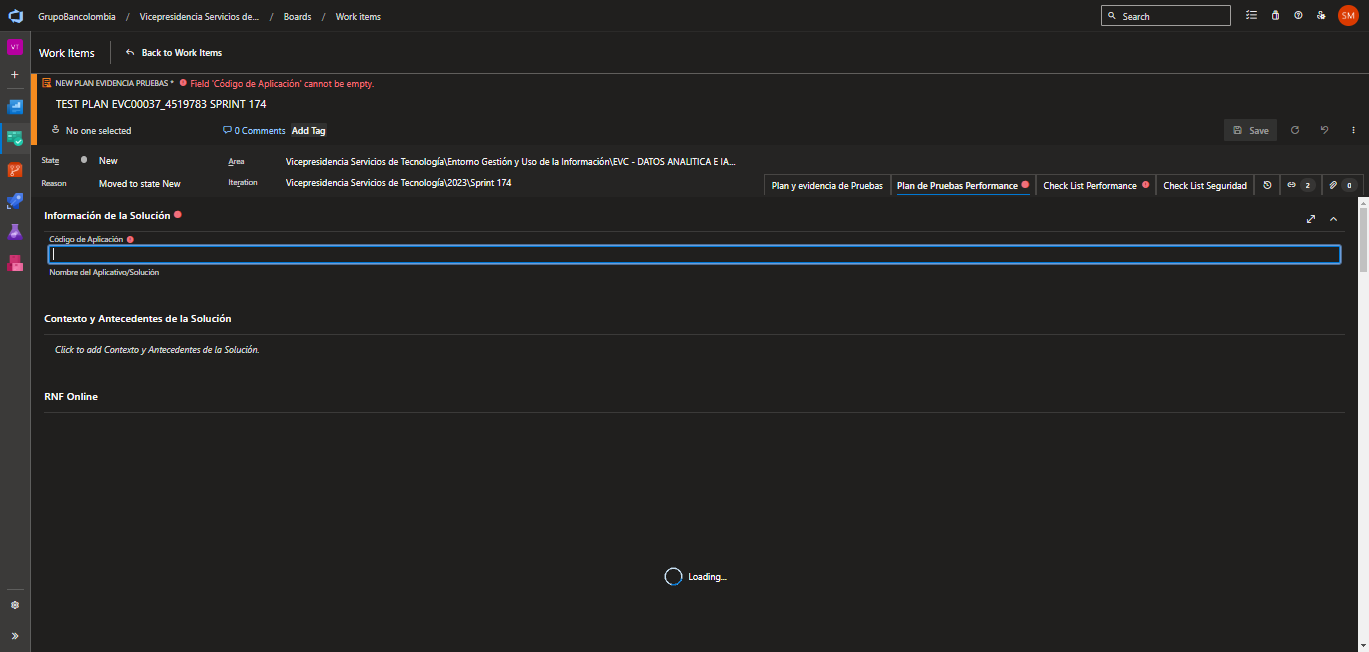 GrupoBancolombia / Vicepresidencia Servicios de... / Boards / Work items
Search
SM
VT
Work Items
Back to Work Items
NEW PLAN EVIDENCIA PRUEBAS * Field 'Código de Aplicación' cannot be empty.
TEST PLAN EVC00037_4519783 SPRINT 174
No one selected
0 Comments
Add Tag
Save
State
New
Area
Vicepresidencia Servicios de Tecnología\Entorno Gestión y Uso de la Información\EVC - DATOS ANALITICA E IA...
Reason
Moved to state New
Iteration
Vicepresidencia Servicios de Tecnología\2023\Sprint 174
Plan y evidencia de Pruebas
Plan de Pruebas Performance
Check List Performance
Check List Seguridad
2
0
Información de la Solución
Código de Aplicación
Nombre del Aplicativo/Solución
Contexto y Antecedentes de la Solución
Click to add Contexto y Antecedentes de la Solución.
RNF Online
Loading...